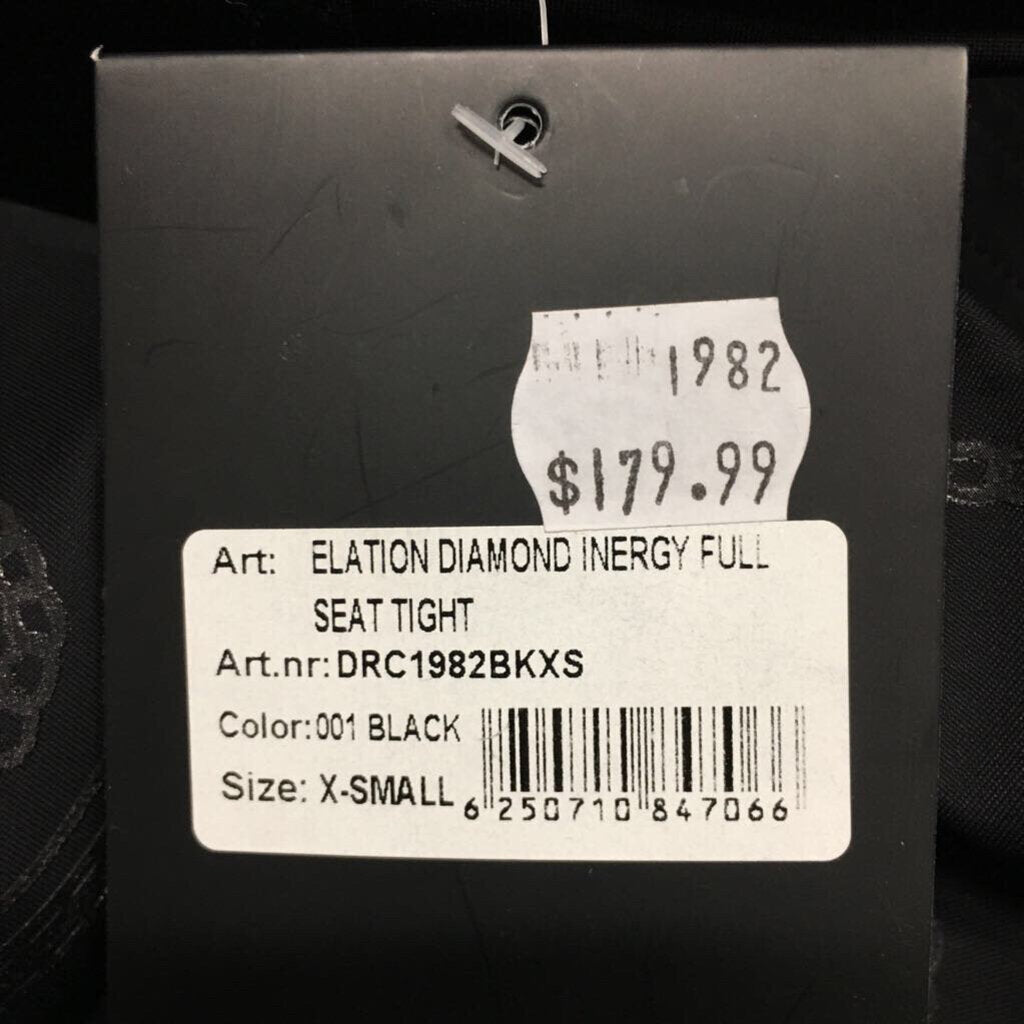 1982
$179.99
Art: ELATION DIAMOND INERGY FULL
SEAT TIGHT
Art.nr:DRC1982BKXS
Color:001 BLACK
Size: X-SMALL
6 250710 847066